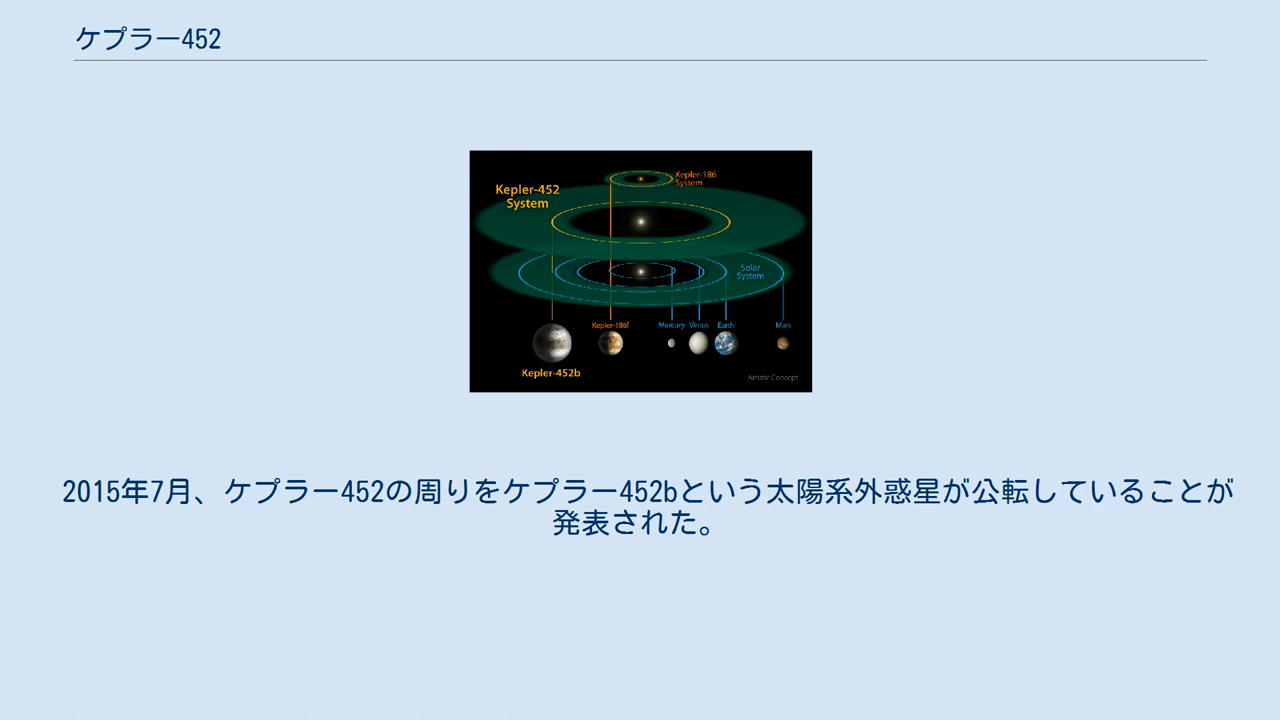 ケプラー452
Kepler-186
System
Kepler-452
System
Solar
System
Kepler-186f
Mercury
Venus
Earth
Mars
Kepler-452b
Artistic Concept
2015年7月、ケプラー452の周りをケプラー452bという太陽系外惑星が公転していることが
発表された。